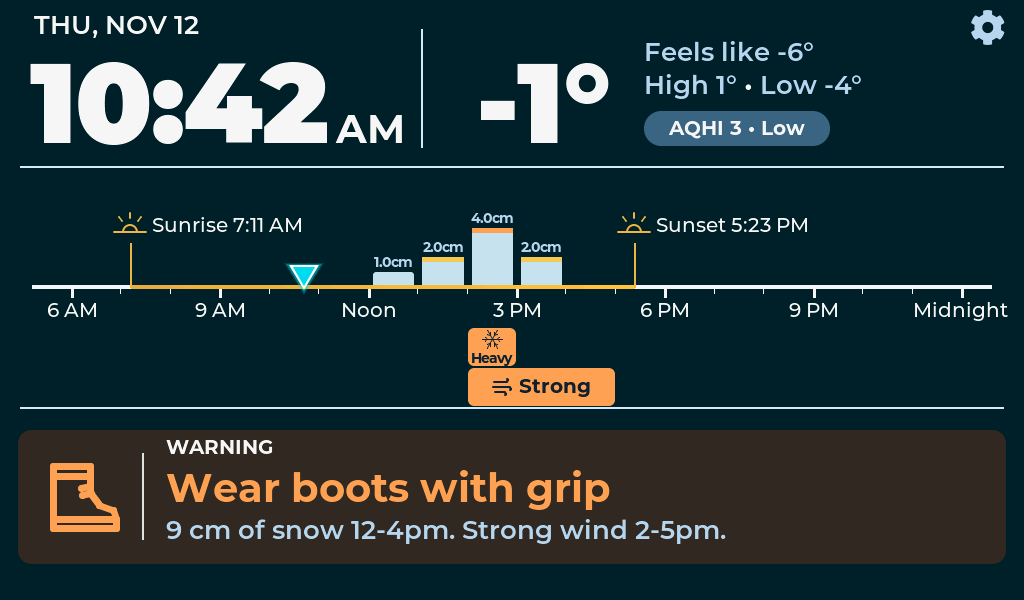 THU, NOV 12
10:42 AM
-1°
Feels like -6°
High 1° • Low -4°
AQHI 3 • Low
Sunrise 7:11 AM
1.0cm
2.0cm
4.0cm
2.0cm
Sunset 5:23 PM
6 AM
9 AM
Noon
3 PM
6 PM
9 PM
Midnight
Heavy
Strong
WARNING
Wear boots with grip
9 cm of snow 12-4pm. Strong wind 2-5pm.